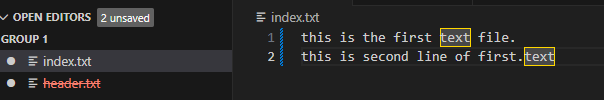 OPEN EDITORS 2 unsaved
GROUP 1
index.txt
header.txt
index.txt
1 this is the first text file.
2 this is second line of first.text